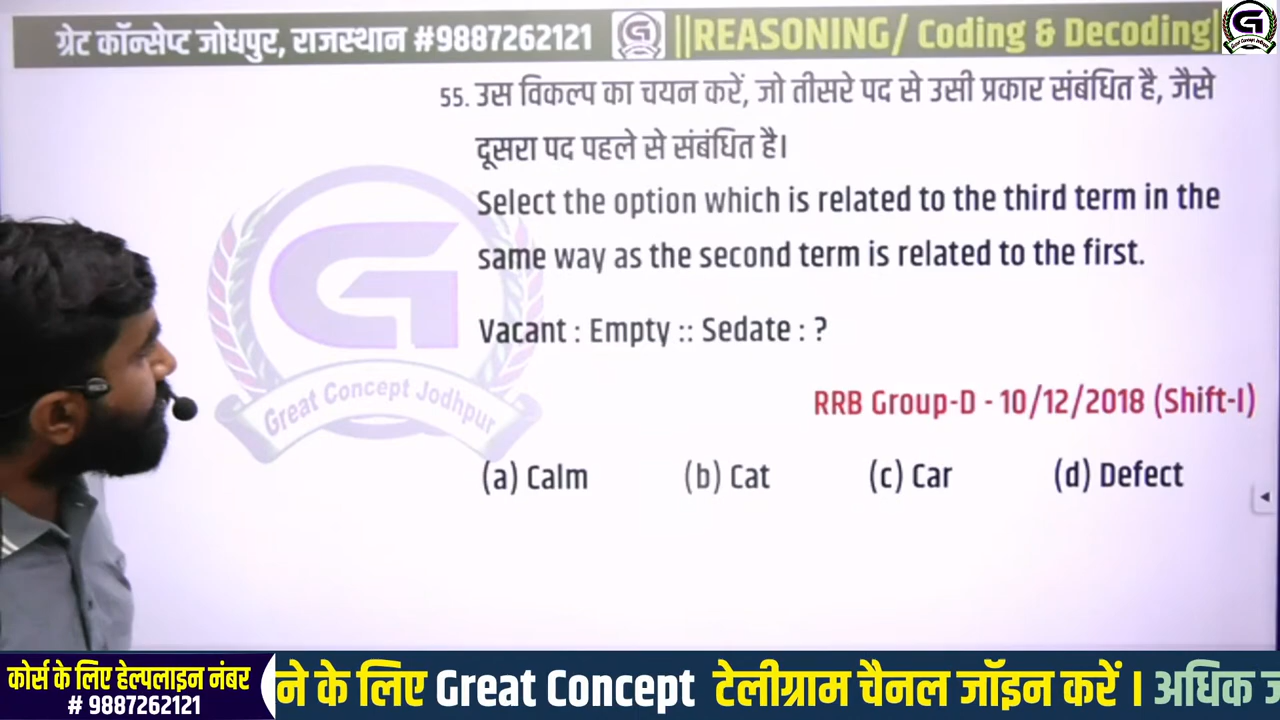 ग्रेट कॉन्सेप्ट जोधपुर, राजस्थान #9887262121 ||REASONING/ Coding & Decoding|
55. उस विकल्प का चयन करें, जो तीसरे पद से उसी प्रकार संबंधित है, जैसे
दूसरा पद पहले से संबंधित है।
Select the option which is related to the third term in the
same way as the second term is related to the first.
Vacant : Empty :: Sedate : ?
RRB Group-D - 10/12/2018 (Shift-I)
Great Concept Jodhpur
(a) Calm (b) Cat (c) Car (d) Defect
कोर्स के लिए हेल्पलाइन नंबर
# 9887262121
ने के लिए Great Concept टेलीग्राम चैनल जॉइन करें । अधिक